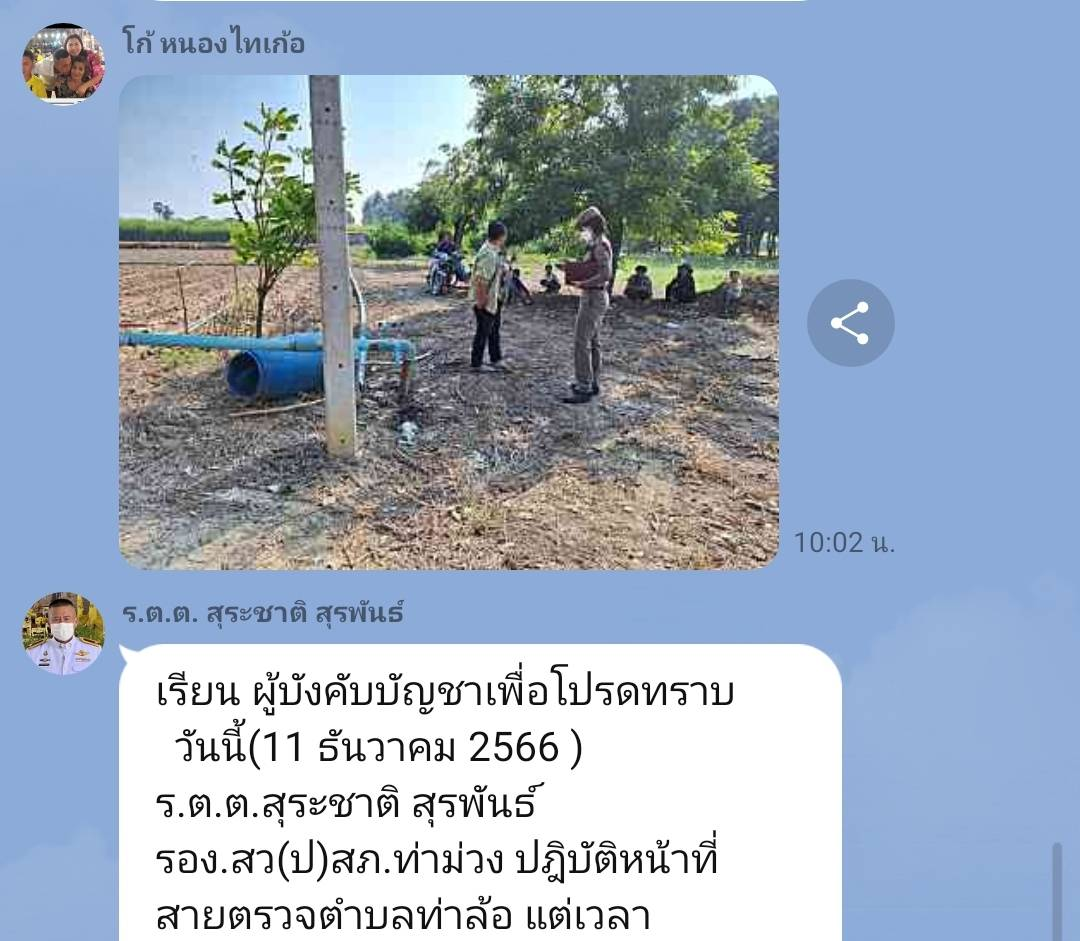 โก้ หนองไทเก้อ
10:02 น.
ร.ต.ต. สุระชาติ สุรพันธ์
เรียน ผู้บังคับบัญชาเพื่อโปรดทราบ
วันนี้(11 ธันวาคม 2566 )
ร.ต.ต.สุระชาติ สุรพันธ์
รอง.สว(ป)สภ.ท่าม่วง ปฎิบัติหน้าที่
สายตรวจตำบลท่าล้อ แต่เวลา